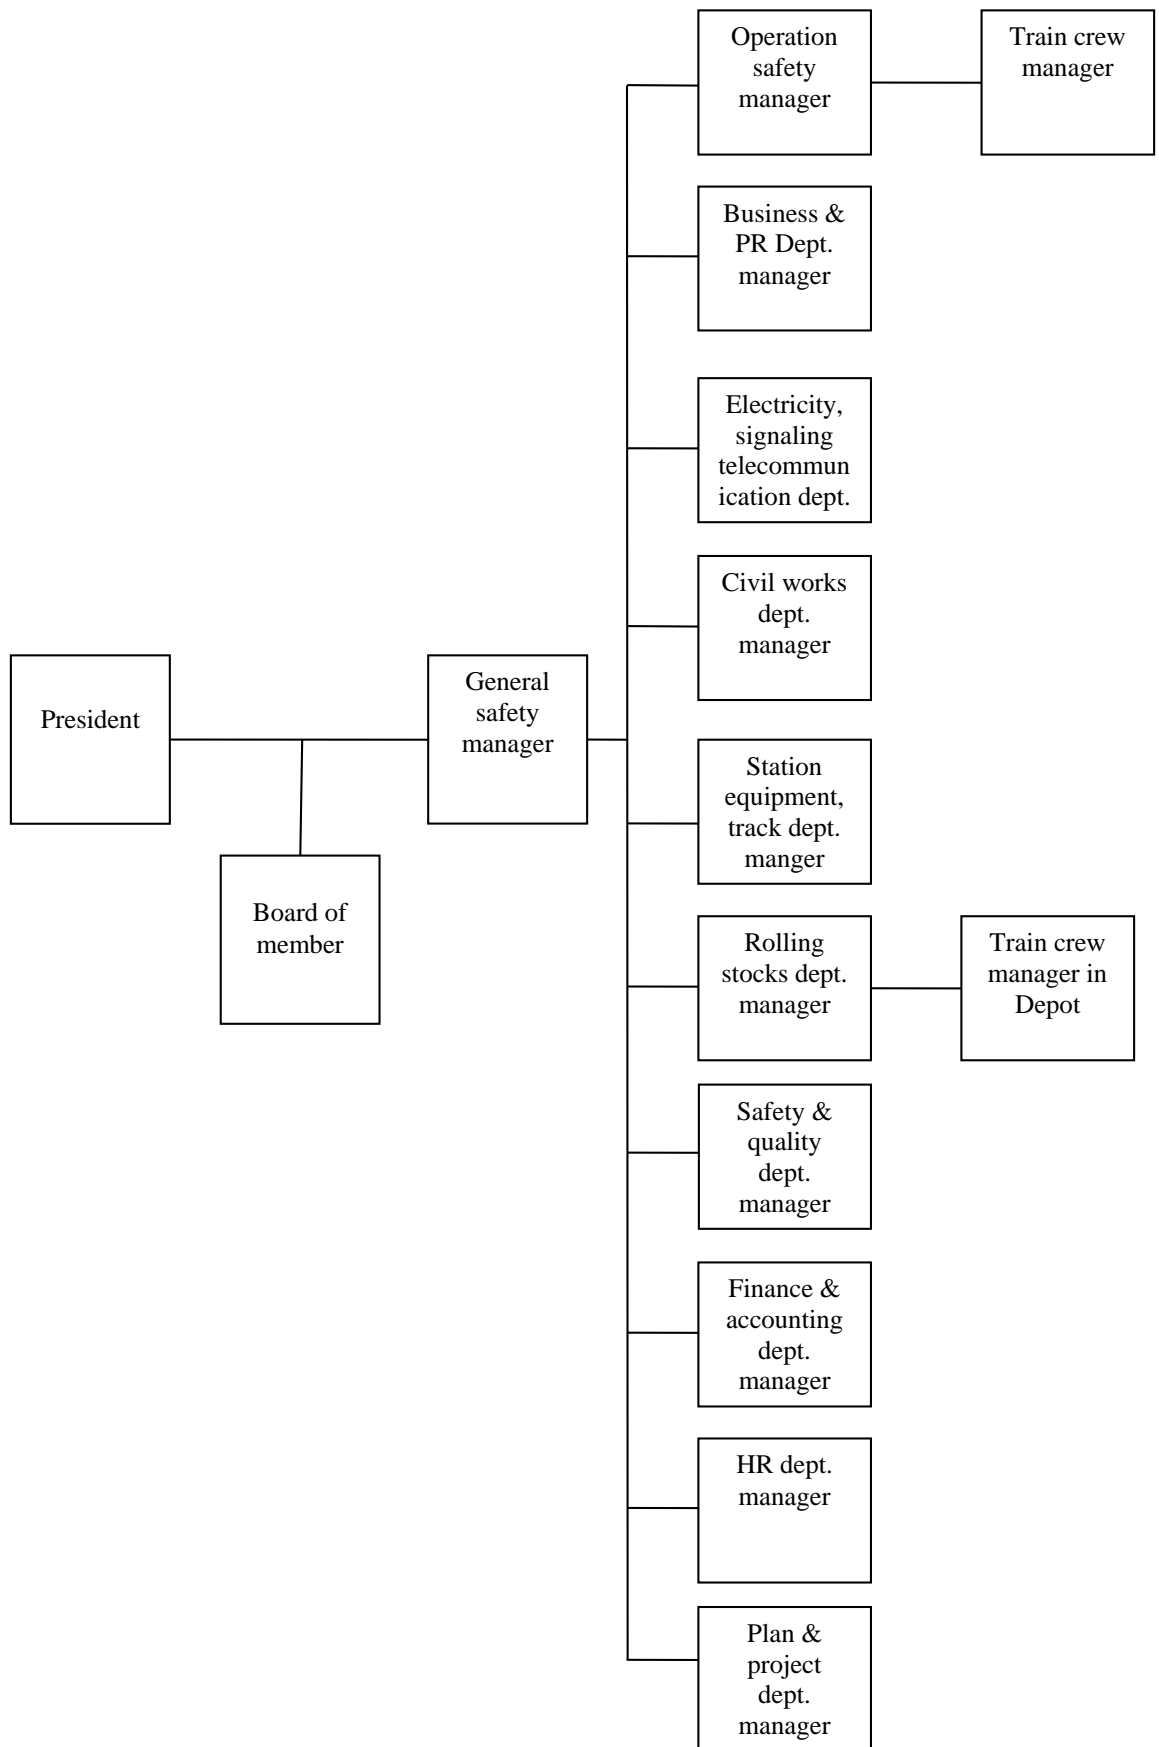 Operation
safety
manager
Train crew
manager
Business &
PR Dept.
manager
Electricity,
signaling
telecommun
ication dept.
Civil works
dept.
manager
President
General
safety
manager
Station
equipment,
track dept.
manger
Board of
member
Rolling
stocks dept.
manager
Train crew
manager in
Depot
Safety &
quality
dept.
manager
Finance &
accounting
dept.
manager
HR dept.
manager
Plan &
project
dept.
manager